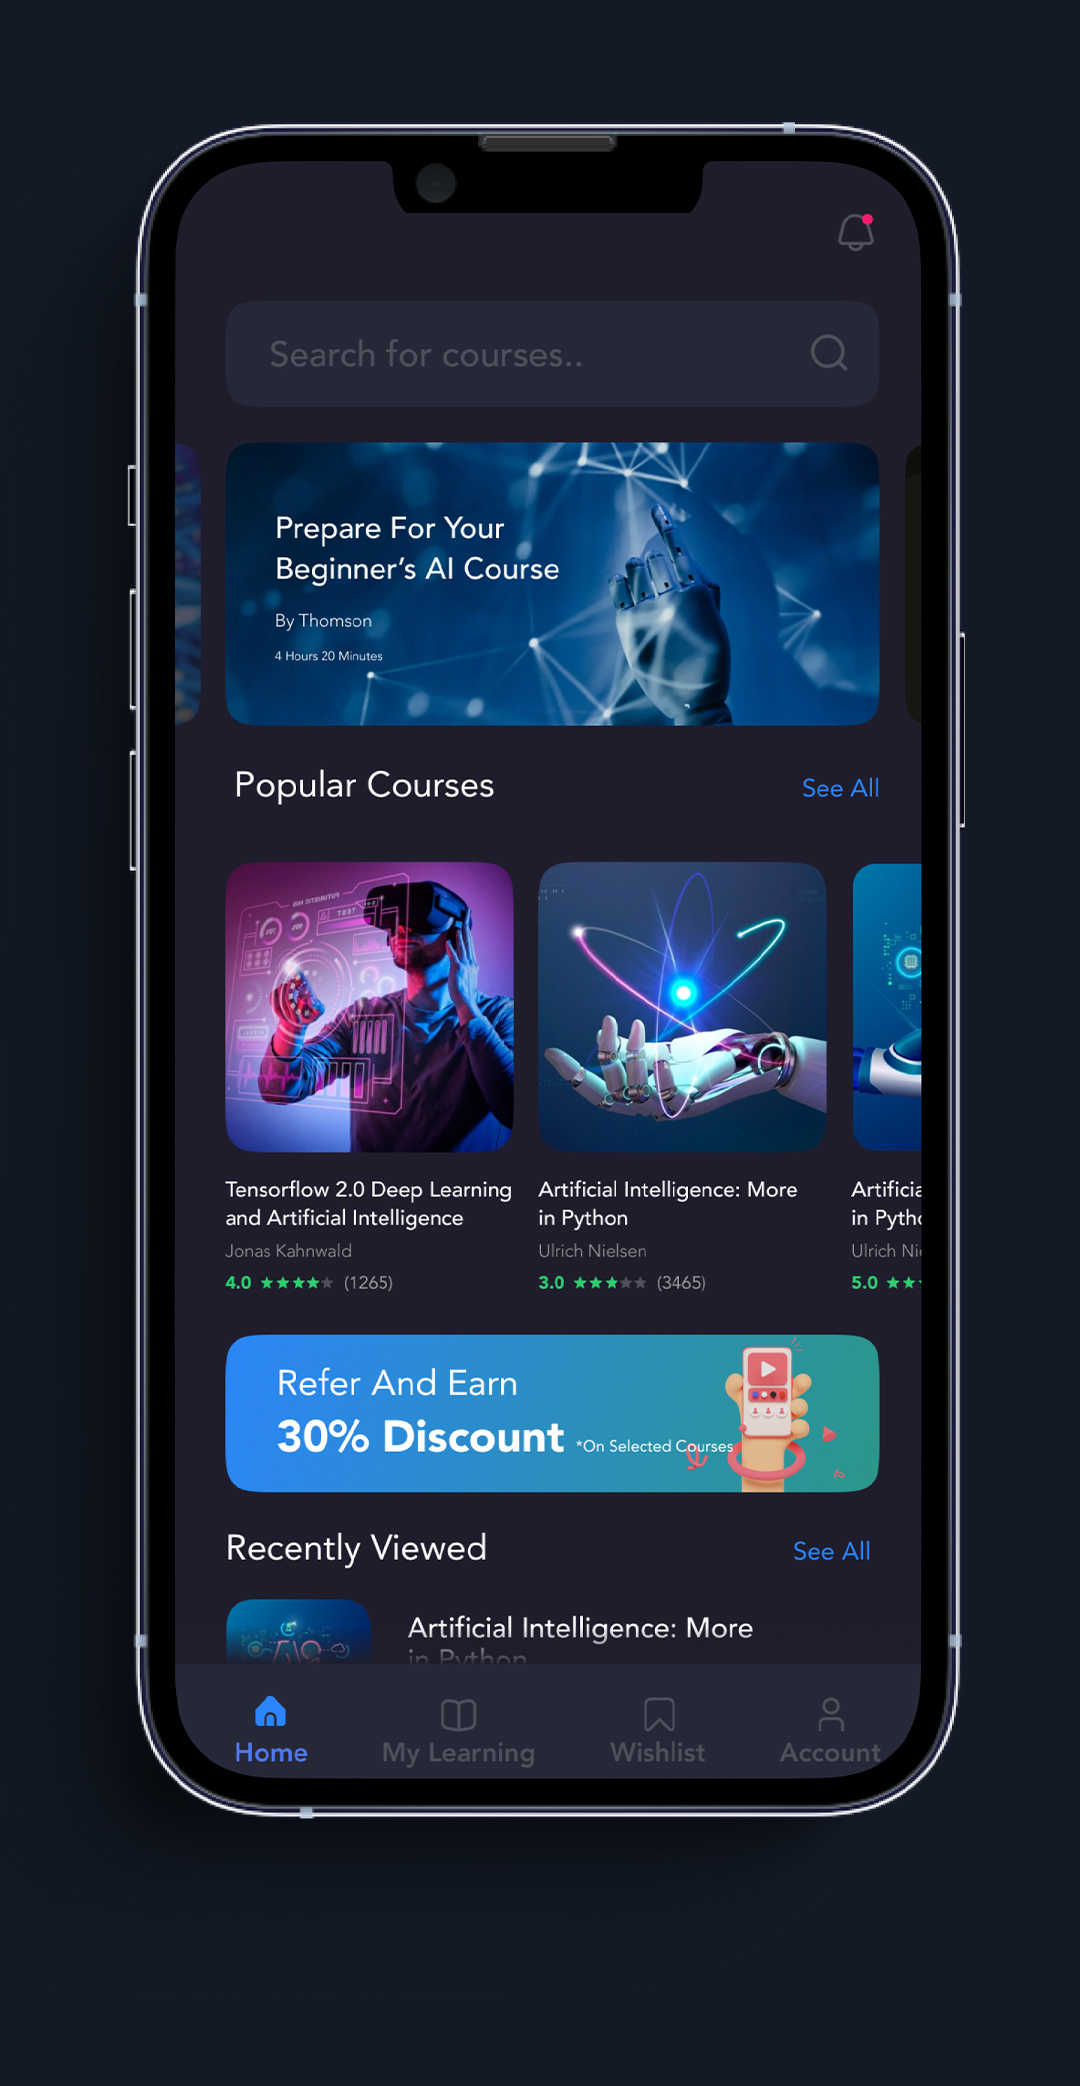 Search for courses..
Prepare For Your
Beginner's AI Course
By Thomson
4 Hours 20 Minutes
Popular Courses
See All
TEST
Tensorflow 2.0 Deep Learning
and Artificial Intelligence
Jonas Kahnwald
4.0 (1265)
Artificial Intelligence: More
in Python
Ulrich Nielsen
3.0 (3465)
Artificia
in Pytho
Ulrich Nie
5.0
Refer And Earn
30% Discount *On Selected Courses
Recently Viewed
See All
Artificial Intelligence: More
in Python
Home
My Learning
Wishlist
Account